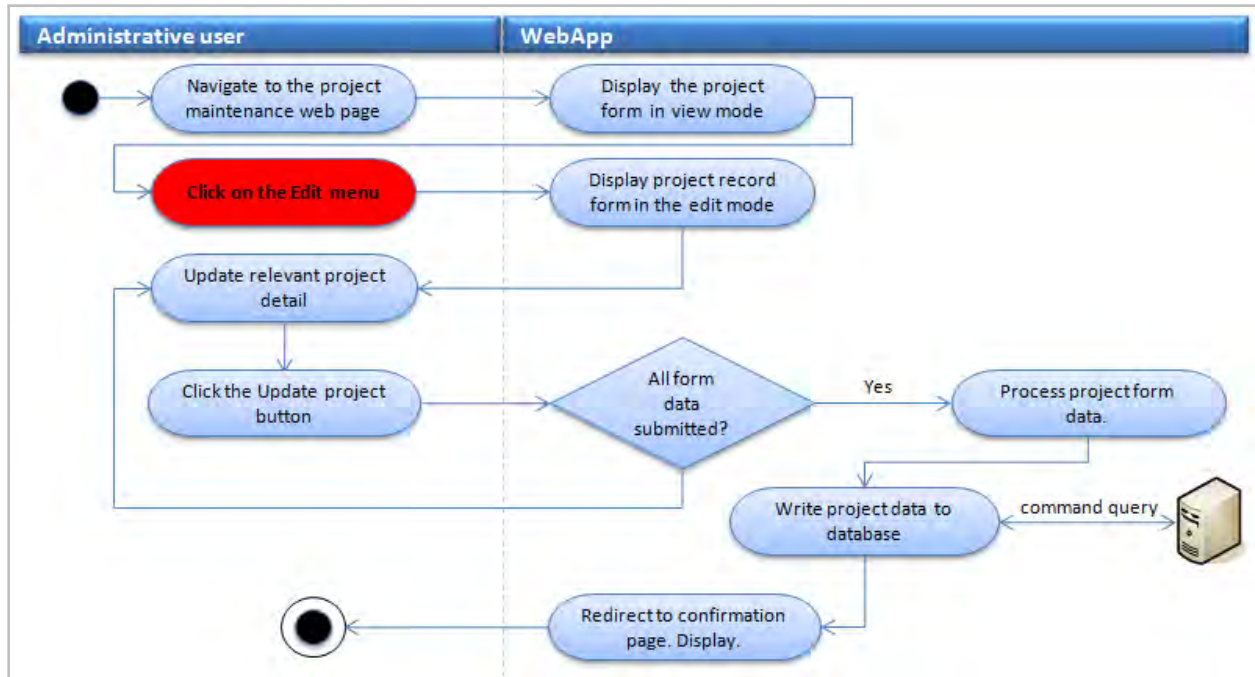 Administrative user
WebApp
Navigate to the project
maintenance web page
Display the project
form in view mode
Click on the Edit menu
Display project record
form in the edit mode
Update relevant project
detail
Click the Update project
button
All form
data
submitted?
Yes
Process project form
data.
Write project data to
database
command query
Redirect to confirmation
page. Display.